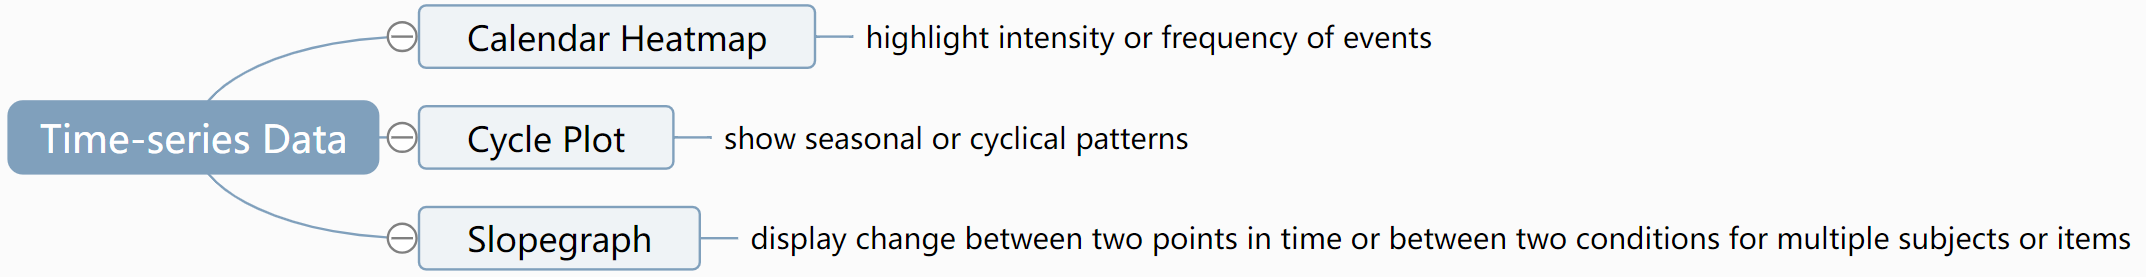 Calendar Heatmap
highlight intensity or frequency of events
Time-series Data
Cycle Plot
show seasonal or cyclical patterns
Slopegraph
display change between two points in time or between two conditions for multiple subjects or items